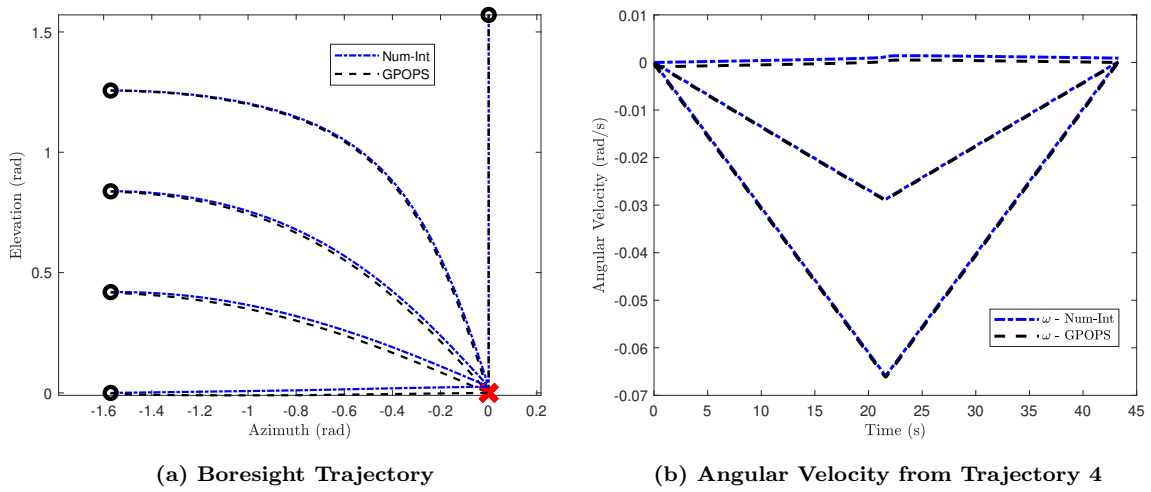 1.5
1
0.5
0
Elevation (rad)
Num-Int
GPOPS
-1.6 -1.4 -1.2 -1 -0.8 -0.6 -0.4 -0.2 0 0.2
Azimuth (rad)
(a) Boresight Trajectory
0.01
0
-0.01
-0.02
-0.03
-0.04
-0.05
-0.06
-0.07
Angular Velocity (rad/s)
ω - Num-Int
ω - GPOPS
0 5 10 15 20 25 30 35 40 45
Time (s)
(b) Angular Velocity from Trajectory 4